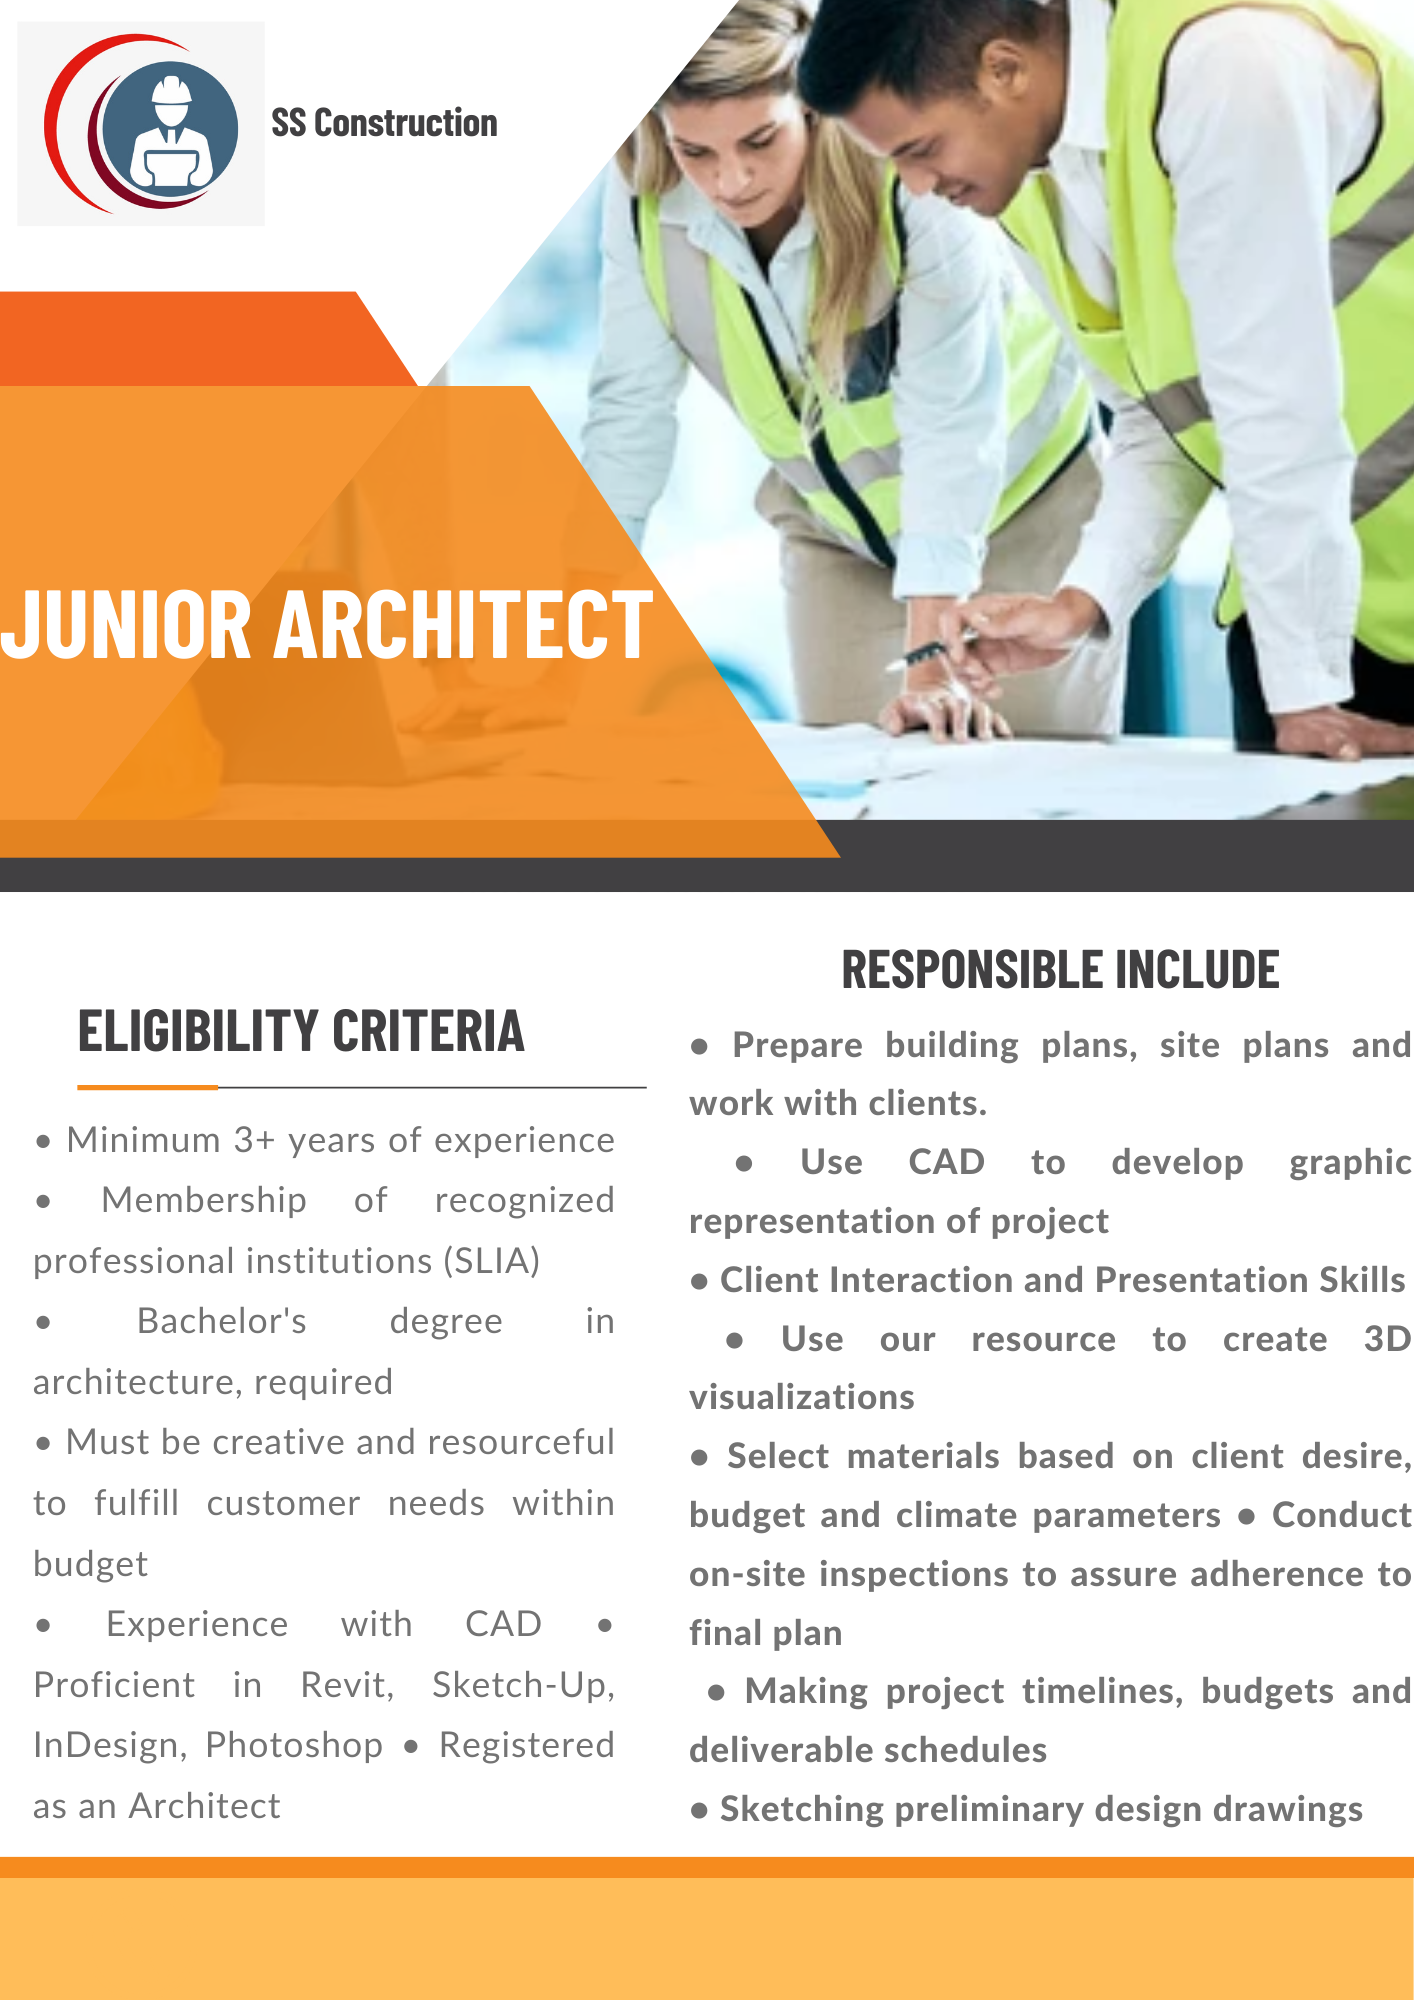 SS Construction
JUNIOR ARCHITECT
ELIGIBILITY CRITERIA
● Minimum 3+ years of experience
● Membership of recognized
professional institutions (SLIA)
● Bachelor's degree in
architecture, required
● Must be creative and resourceful
to fulfill customer needs within
budget
● Experience with CAD ●
Proficient in Revit, Sketch-Up,
InDesign, Photoshop ● Registered
as an Architect
RESPONSIBLE INCLUDE
● Prepare building plans, site plans and
work with clients.
● Use CAD to develop graphic
representation of project
● Client Interaction and Presentation Skills
● Use our resource to create 3D
visualizations
● Select materials based on client desire,
budget and climate parameters ● Conduct
on-site inspections to assure adherence to
final plan
● Making project timelines, budgets and
deliverable schedules
● Sketching preliminary design drawings